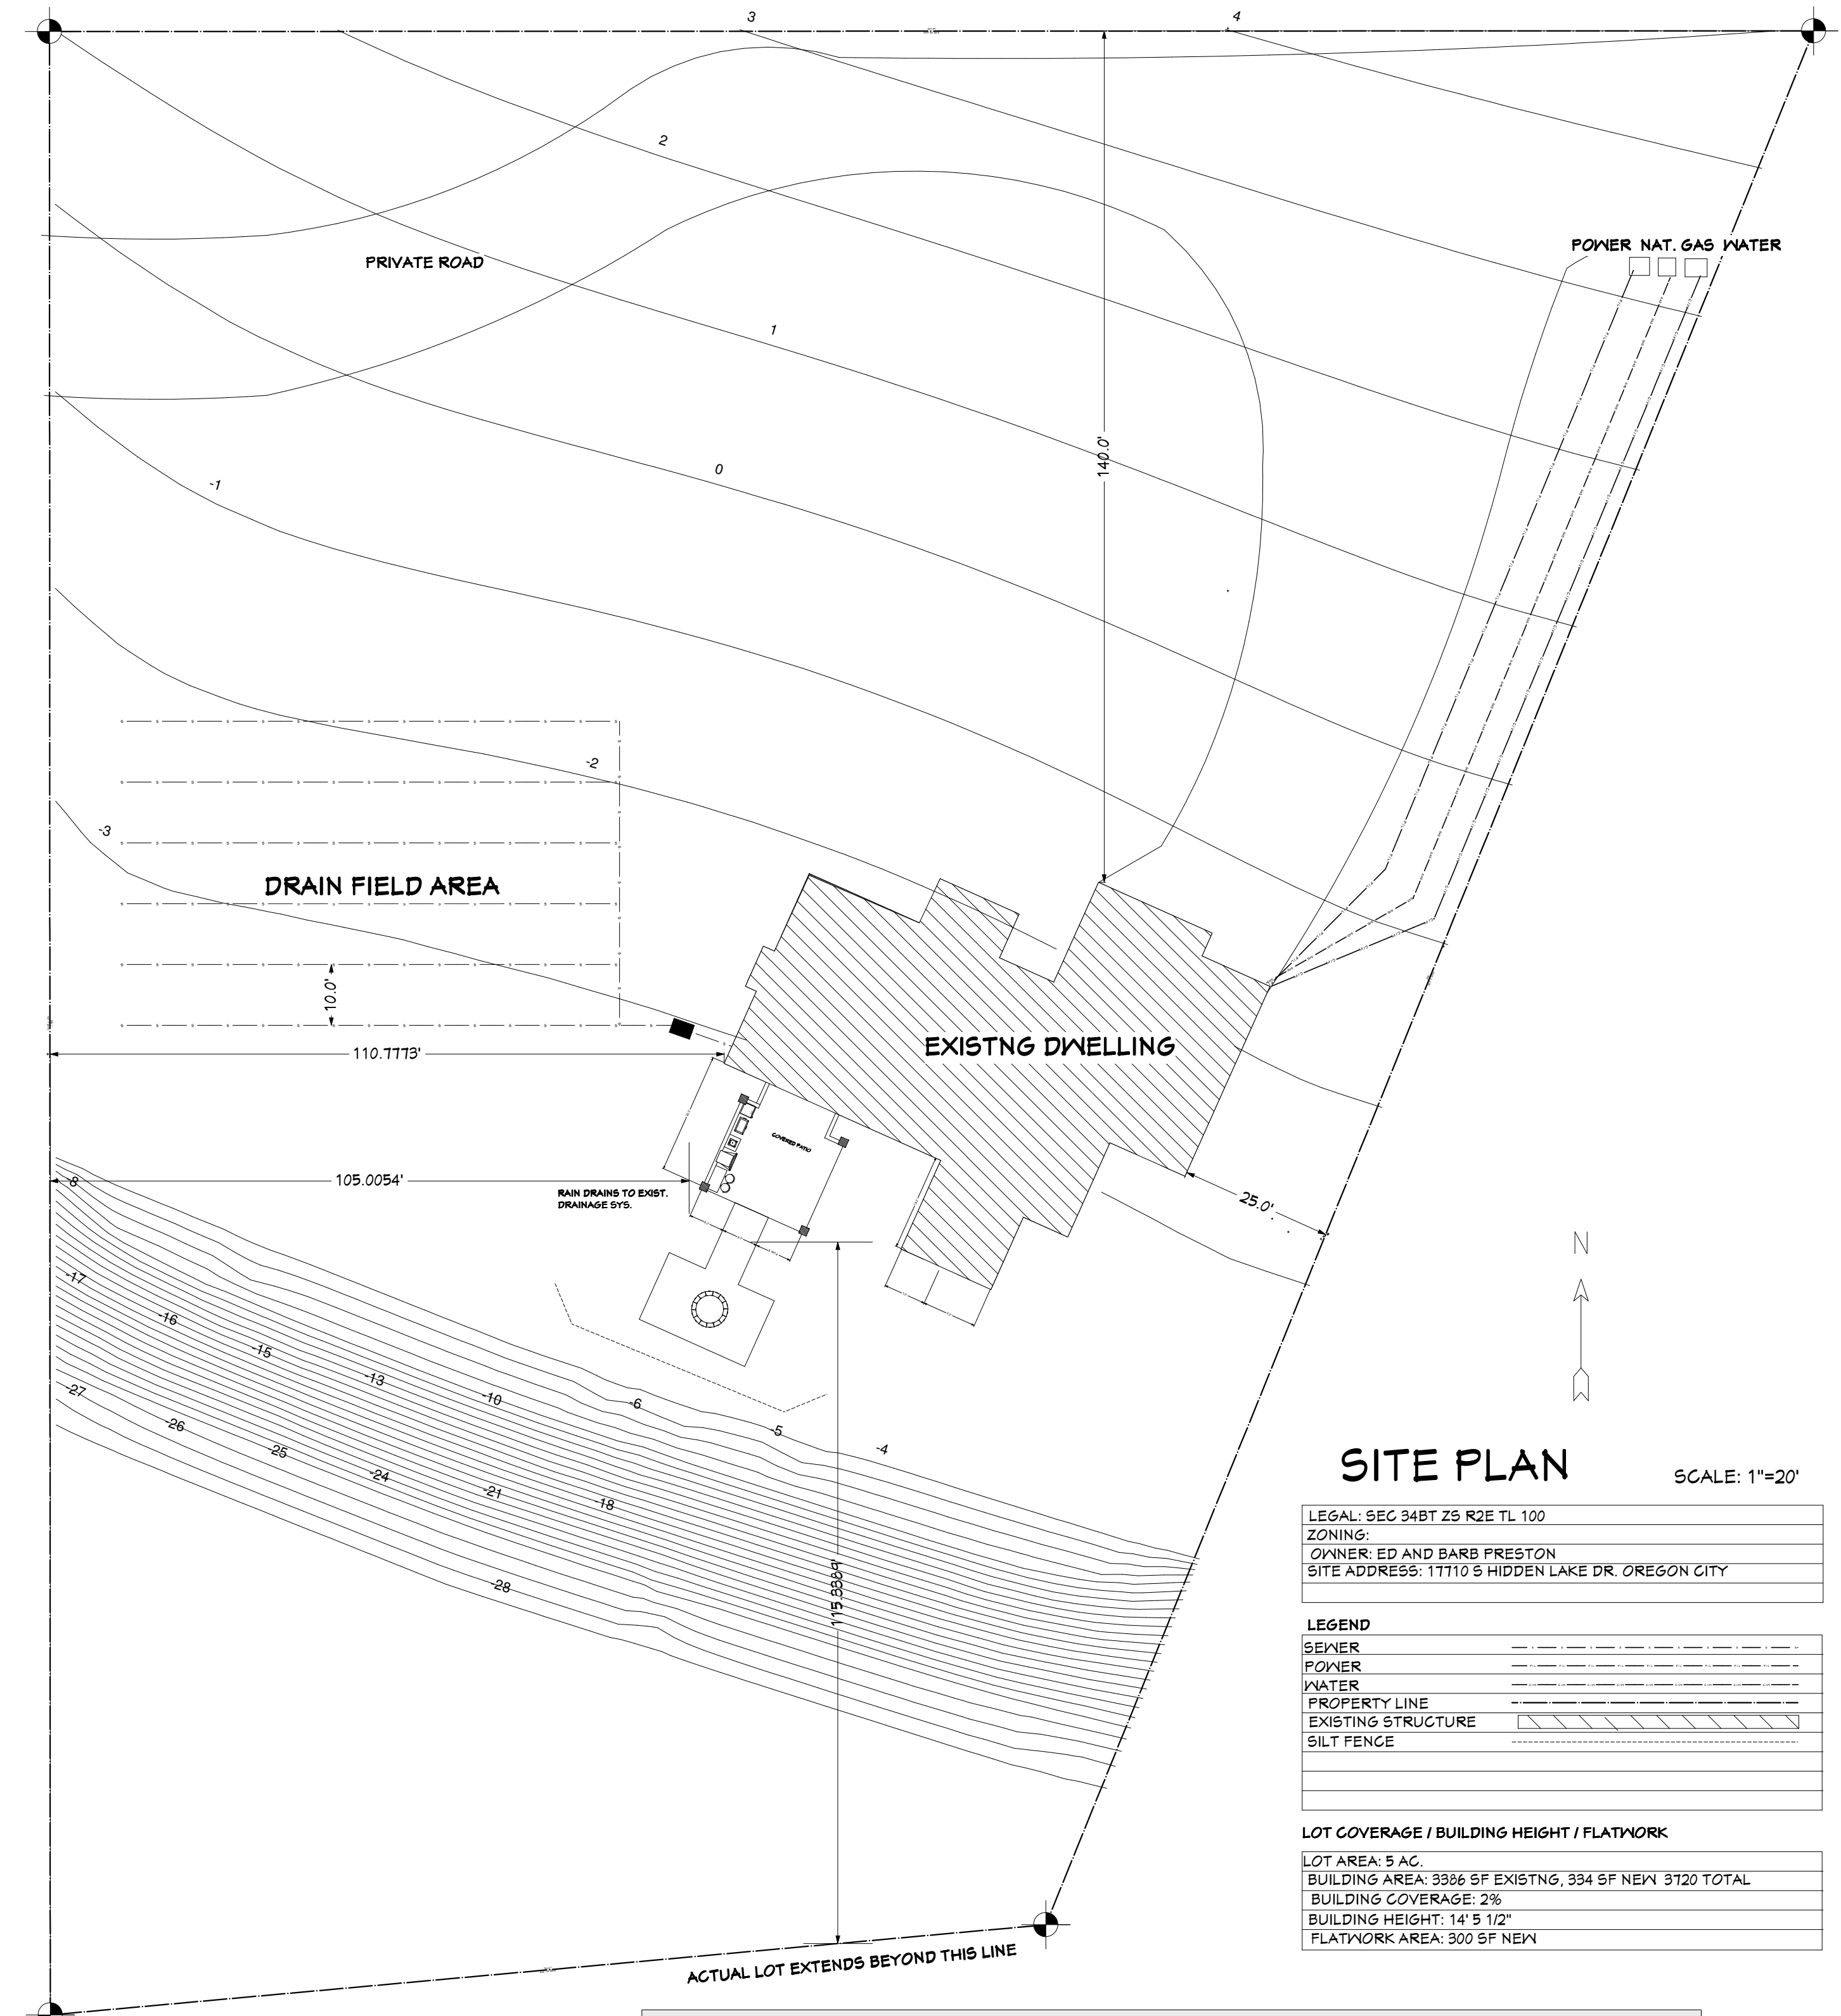 3
4
2
POWER NAT. GAS WATER
PRIVATE ROAD
1
140.0'
0
-1
-2
-3
DRAIN FIELD AREA
10.0'
EXISTNG DWELLING
110.7773'
COVERED PATIO
105.0054'
-8
RAIN DRAINS TO EXIST.
DRAINAGE SYS.
25.0'
N
-17
-16
-15
-13
-10
-6
-5
-4
-27
-26
-25
-24
-21
-18
-28
115.3389'
SITE PLAN
SCALE: 1"=20'
LEGAL: SEC 34BT ZS R2E TL 100
ZONING:
OWNER: ED AND BARB PRESTON
SITE ADDRESS: 17710 S HIDDEN LAKE DR. OREGON CITY
LEGEND
SEWER
POWER
WATER
PROPERTY LINE
EXISTING STRUCTURE
SILT FENCE
LOT COVERAGE / BUILDING HEIGHT / FLATWORK
LOT AREA: 5 AC.
BUILDING AREA: 3386 SF EXISTNG, 334 SF NEW 3720 TOTAL
BUILDING COVERAGE: 2%
BUILDING HEIGHT: 14' 5 1/2"
FLATWORK AREA: 300 SF NEW
ACTUAL LOT EXTENDS BEYOND THIS LINE